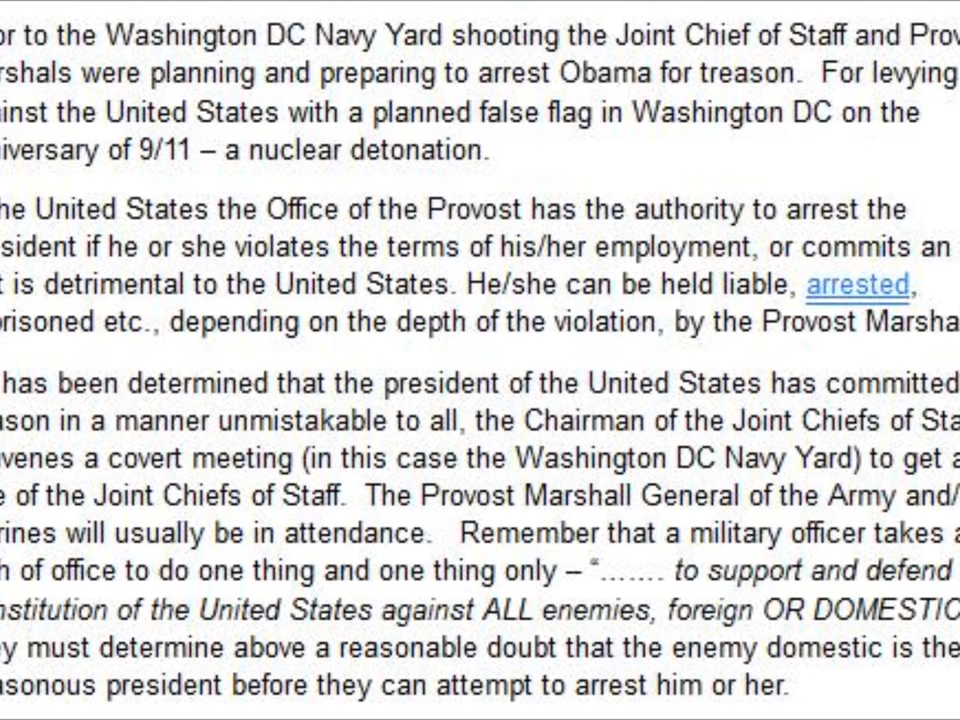 or to the Washington DC Navy Yard shooting the Joint Chief of Staff and Prov
rshals were planning and preparing to arrest Obama for treason.  For levying
inst the United States with a planned false flag in Washington DC on the
iversary of 9/11 – a nuclear detonation.
he United States the Office of the Provost has the authority to arrest the
sident if he or she violates the terms of his/her employment, or commits an
t is detrimental to the United States. He/she can be held liable, arrested,
prisoned etc., depending on the depth of the violation, by the Provost Marsha
has been determined that the president of the United States has committed
ason in a manner unmistakable to all, the Chairman of the Joint Chiefs of Sta
nvenes a covert meeting (in this case the Washington DC Navy Yard) to get a
e of the Joint Chiefs of Staff.  The Provost Marshall General of the Army and/
rines will usually be in attendance.   Remember that a military officer takes a
h of office to do one thing and one thing only – “……. to support and defend
nstitution of the United States against ALL enemies, foreign OR DOMESTIC
ey must determine above a reasonable doubt that the enemy domestic is the
asonous president before they can attempt to arrest him or her.